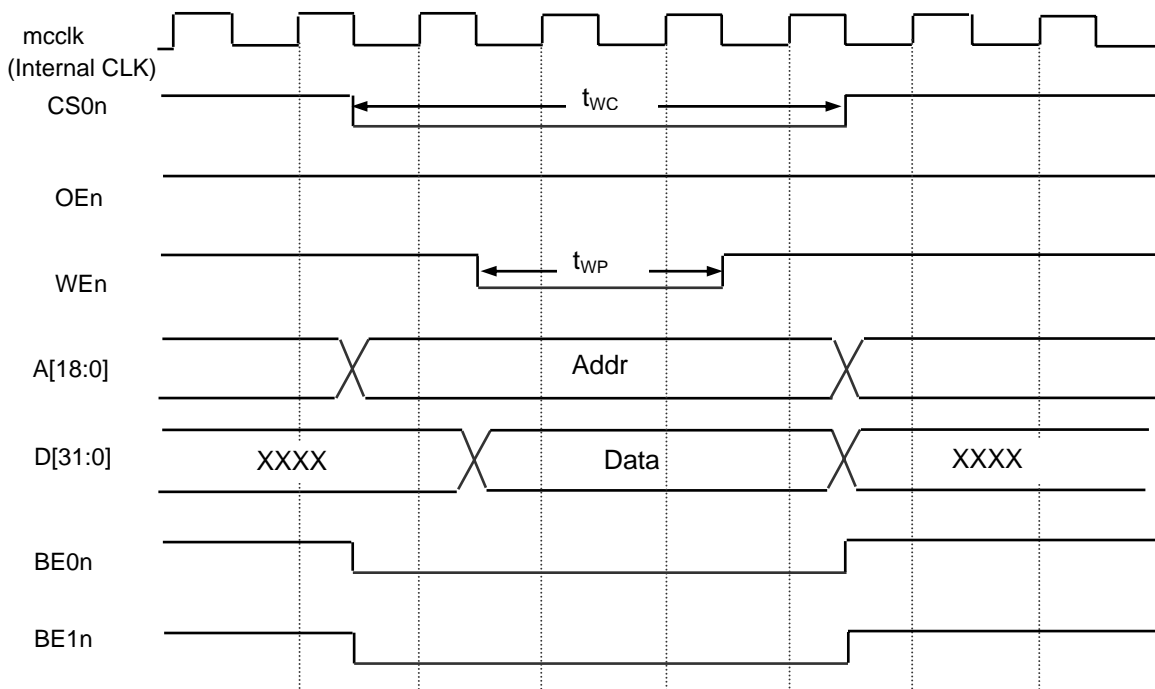 mcclk
(Internal CLK)
CS0n
tWC
OEn
WEn
tWP
A[18:0]
Addr
D[31:0]
XXXX
Data
XXXX
BE0n
BE1n